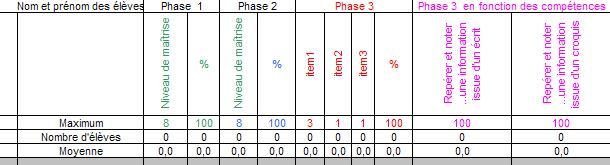 Nom et prénom des élèves Phase 1 Phase 2 Phase 3 Phase 3 en fonction des compétences
Niveau de maîtrise % Niveau de maîtrise % item1 item2 item3 % Repérer et noter
...une information
issue d'un écrit Repérer et noter
...une information
issue d'un croquis
Maximum 8 100 8 100 3 1 1 100 100 100
Nombre d'élèves 0 0 0 0 0 0 0 0 0 0
Moyenne 0,0 0,0 0,0 0,0 0,0 0,0 0,0 0,0 0,0 0,0